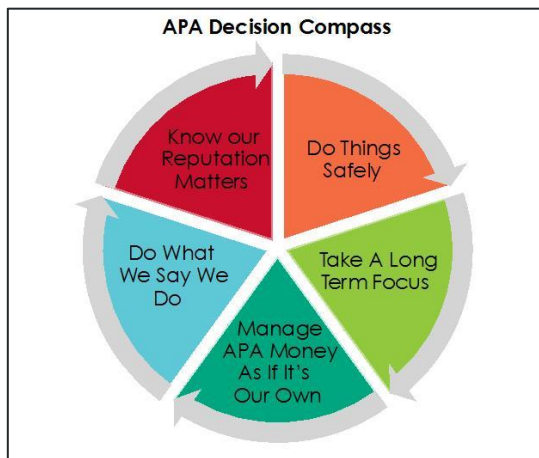 APA Decision Compass
Know our
Reputation
Matters
Do Things
Safely
Do What
We Say We
Do
Take A Long
Term Focus
Manage
APA Money
As If It's
Our Own